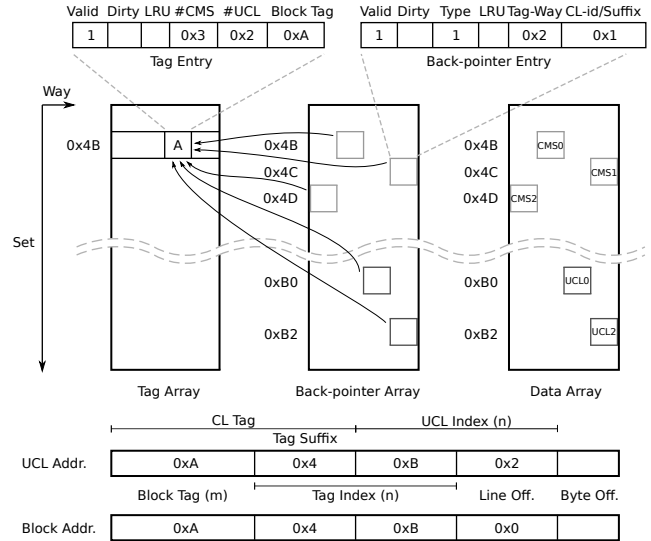 Valid Dirty LRU #CMS #UCL Block Tag
1 0x3 0x2 0xA
Tag Entry
Valid Dirty Type LRU Tag-Way CL-id/Suffix
1 1 0x2 0x1
Back-pointer Entry
Way
Set
0x4B
A
0x4B
0x4C
0x4D
0xB0
0xB2
0x4B
0x4C
0x4D
0xB0
0xB2
CMS0
CMS1
CMS2
UCL0
UCL2
Tag Array
Back-pointer Array
Data Array
CL Tag
UCL Index (n)
Tag Suffix
UCL Addr. 0xA 0x4 0xB 0x2
Block Tag (m) Tag Index (n) Line Off. Byte Off.
Block Addr. 0xA 0x4 0xB 0x0